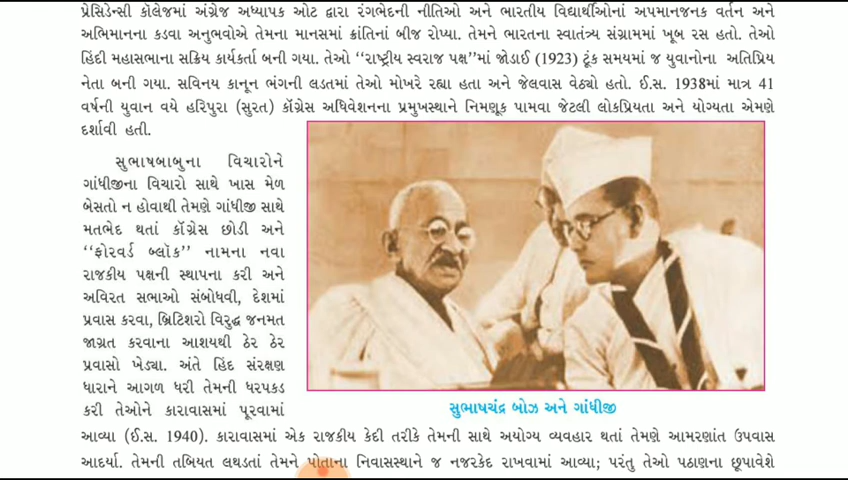 પ્રેસિડેન્સી કૉલેજમાં અંગ્રેજ અધ્યાપક ઓટ દ્વારા રંગભેદની નીતિઓ અને ભારતીય વિદ્યાર્થીઓનાં અપમાનજનક વર્તન અને
અભિમાનના કડવા અનુભવોએ તેમના માનસમાં ક્રાંતિનાં બીજ રોપ્યા. તેમને ભારતના સ્વાતંત્ર્ય સંગ્રામમાં ખૂબ રસ હતો. તેઓ
હિંદી મહાસભાના સક્રિય કાર્યકર્તા બની ગયા. તેઓ ‘‘રાષ્ટ્રીય સ્વરાજ પક્ષ’’માં જોડાઈ (1923) ટૂંક સમયમાં જ યુવાનોના અતિપ્રિય
નેતા બની ગયા. સવિનય કાનૂન ભંગની લડતમાં તેઓ મોખરે રહ્યા હતા અને જેલવાસ વેઠ્યો હતો. ઈ.સ. 1938માં માત્ર 41
વર્ષની યુવાન વયે હરિપુરા (સુરત) કૉંગ્રેસ અધિવેશનના પ્રમુખસ્થાને નિમણૂક પામવા જેટલી લોકપ્રિયતા અને યોગ્યતા એમણે
દર્શાવી હતી.
સુભાષબાબુના વિચારોને
ગાંધીજીના વિચારો સાથે ખાસ મેળ
બેસતો ન હોવાથી તેમણે ગાંધીજી સાથે
મતભેદ થતાં કૉંગ્રેસ છોડી અને
‘‘ફોરવર્ડ બ્લૉક’’ નામના નવા
રાજકીય પક્ષની સ્થાપના કરી અને
અવિરત સભાઓ સંબોધવી, દેશમાં
પ્રવાસ કરવા, બ્રિટિશરો વિરુદ્ધ જનમત
જાગ્રત કરવાના આશયથી ઠેર ઠેર
પ્રવાસો ખેડ્યા. અંતે હિંદ સંરક્ષણ
ધારાને આગળ ધરી તેમની ધરપકડ
કરી તેઓને કારાવાસમાં પૂરવામાં
સુભાષચંદ્ર બોઝ અને ગાંધીજી
આવ્યા (ઈ.સ. 1940). કારાવાસમાં એક રાજકીય કેદી તરીકે તેમની સાથે અયોગ્ય વ્યવહાર થતાં તેમણે આમરણાંત ઉપવાસ
આદર્યા. તેમની તબિયત લથડતાં તેમને પોતાના નિવાસસ્થાને જ નજરકેદ રાખવામાં આવ્યા; પરંતુ તેઓ પઠાણના છૂપાવેશે